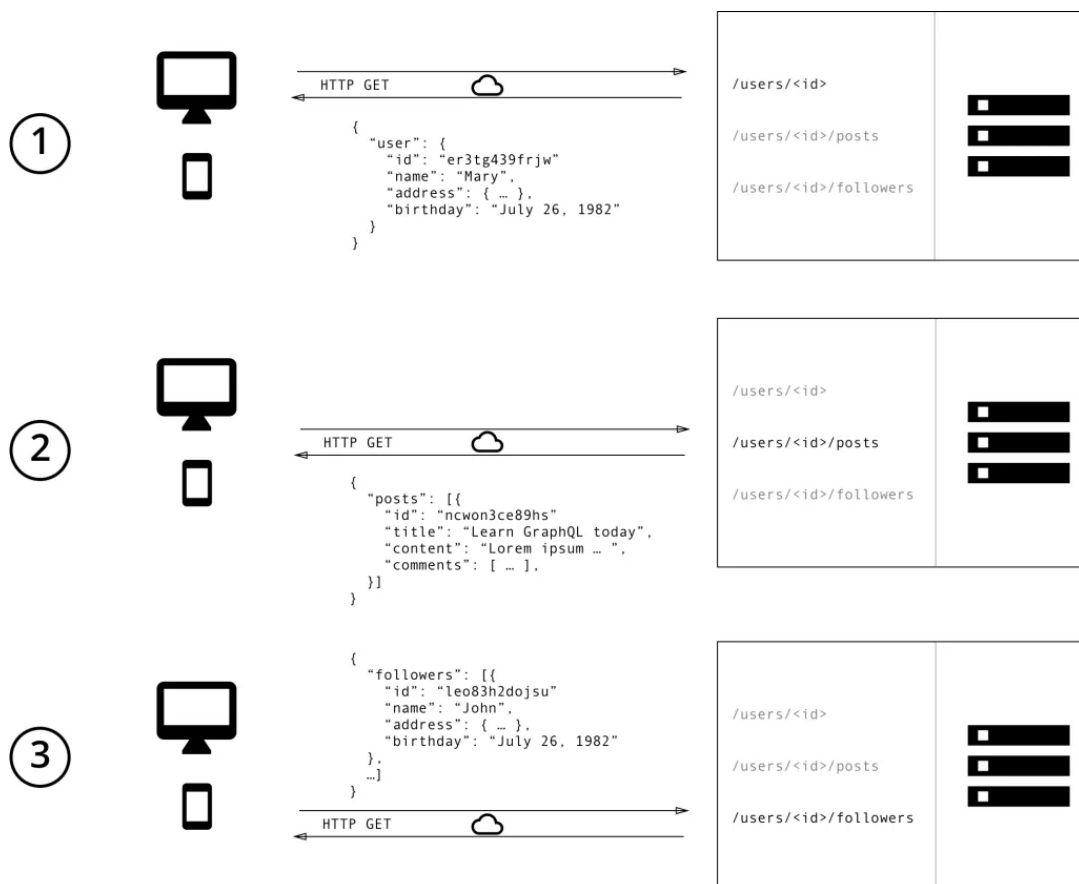 1
HTTP GET
{
"user": {
"id": “er3tg439frjw”
"name": “Mary”,
"address": { … },
"birthday": “July 26, 1982”
}
}
/users/<id>
/users/<id>/posts
/users/<id>/followers
2
HTTP GET
{
"posts": [{
"id": “ncwon3ce89hs”
"title": “Learn GraphQL today”,
"content": “Lorem ipsum … ”,
"comments": [ … ],
}]
}
/users/<id>
/users/<id>/posts
/users/<id>/followers
3
{
"followers": [{
"id": “leo83h2dojsu”
"name": “John”,
"address": { … },
"birthday": “July 26, 1982”
},
…]
}
HTTP GET
/users/<id>
/users/<id>/posts
/users/<id>/followers